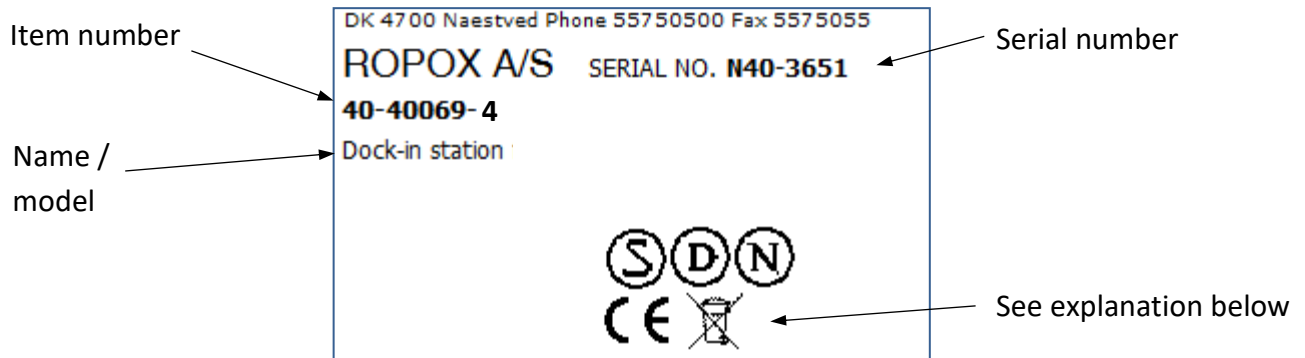 DK 4700 Naestved Phone 55750500 Fax 5575055
Item number
Serial number
ROPOX A/S SERIAL NO. N40-3651
40-40069-4
Name /
model
Dock-in station
S D N
CE
See explanation below